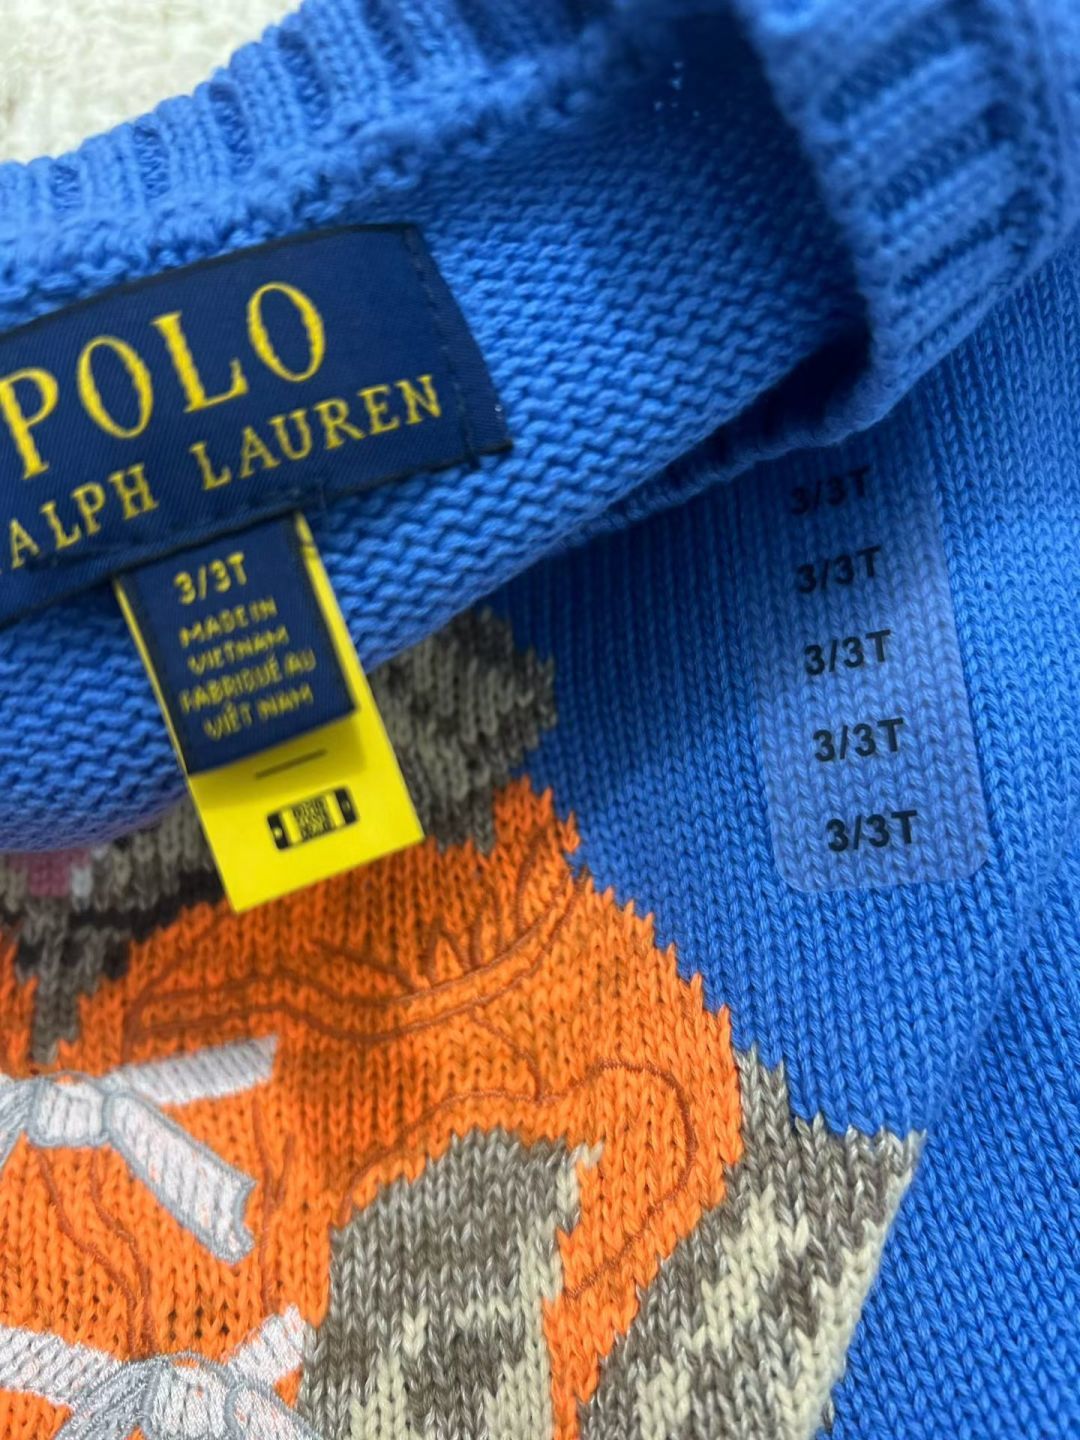 POLO
RALPH LAUREN
3/3T
MADE IN
VIETNAM
FABRIQUÉ AU
VIÊT NAM
3/3T
3/3T
3/3T
3/3T
3/3T